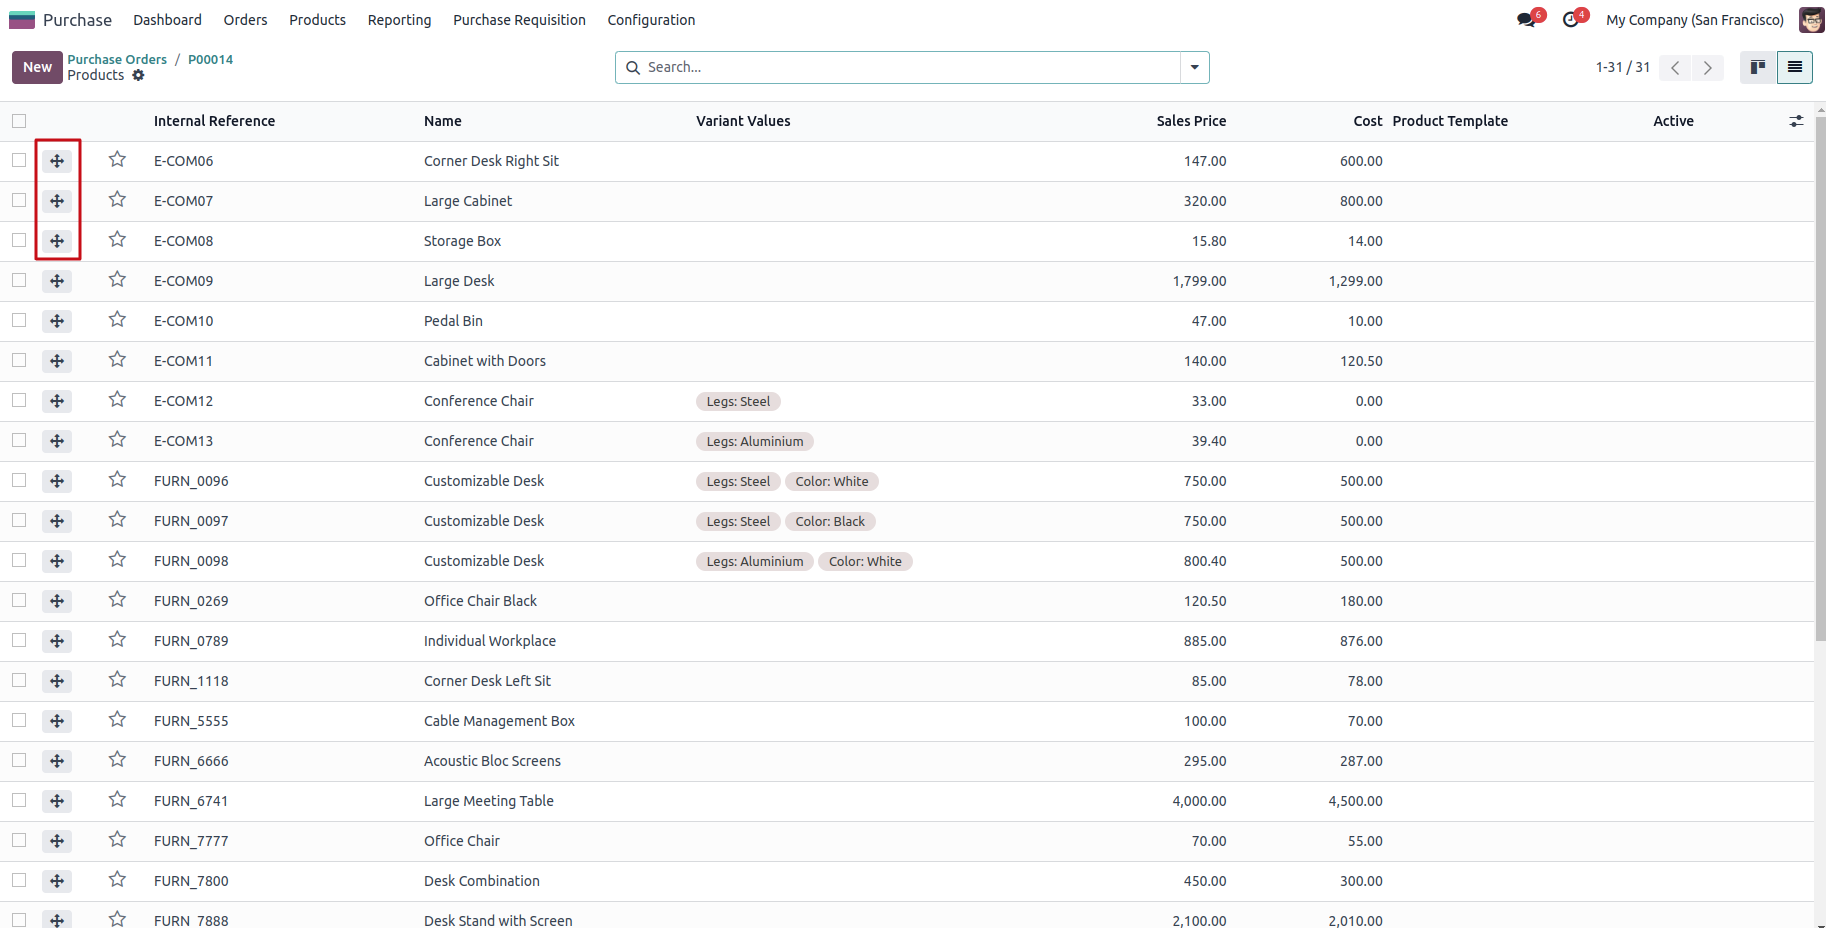 Purchase Dashboard Orders Products Reporting Purchase Requisition Configuration 6 4 My Company (San Francisco)
New Purchase Orders / P00014 Search... 1-31 / 31
Products
Internal Reference Name Variant Values Sales Price Cost Product Template Active
E-COM06 Corner Desk Right Sit 147.00 600.00
E-COM07 Large Cabinet 320.00 800.00
E-COM08 Storage Box 15.80 14.00
E-COM09 Large Desk 1,799.00 1,299.00
E-COM10 Pedal Bin 47.00 10.00
E-COM11 Cabinet with Doors 140.00 120.50
E-COM12 Conference Chair Legs: Steel 33.00 0.00
E-COM13 Conference Chair Legs: Aluminium 39.40 0.00
FURN_0096 Customizable Desk Legs: Steel Color: White 750.00 500.00
FURN_0097 Customizable Desk Legs: Steel Color: Black 750.00 500.00
FURN_0098 Customizable Desk Legs: Aluminium Color: White 800.40 500.00
FURN_0269 Office Chair Black 120.50 180.00
FURN_0789 Individual Workplace 885.00 876.00
FURN_1118 Corner Desk Left Sit 85.00 78.00
FURN_5555 Cable Management Box 100.00 70.00
FURN_6666 Acoustic Bloc Screens 295.00 287.00
FURN_6741 Large Meeting Table 4,000.00 4,500.00
FURN_7777 Office Chair 70.00 55.00
FURN_7800 Desk Combination 450.00 300.00
FURN_7888 Desk Stand with Screen 2,100.00 2,010.00